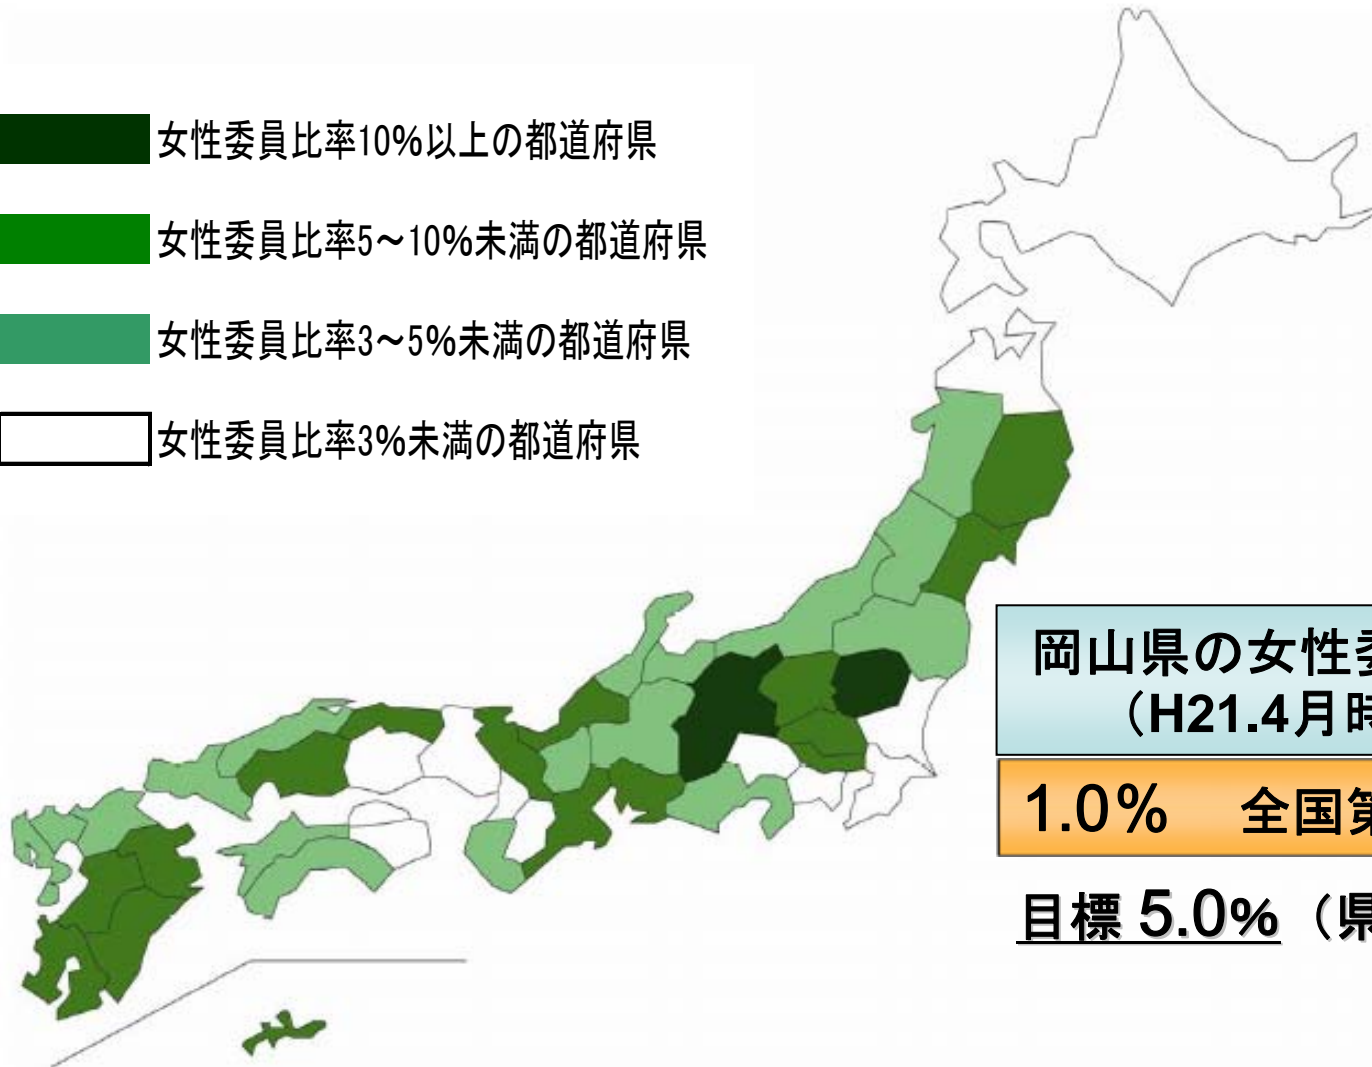 女性委員比率10%以上の都道府県
女性委員比率5～10%未満の都道府県
女性委員比率3～5%未満の都道府県
女性委員比率3%未満の都道府県
岡山県の女性委
（H21.4月時
1.0%　全国第
目標 5.0%（県